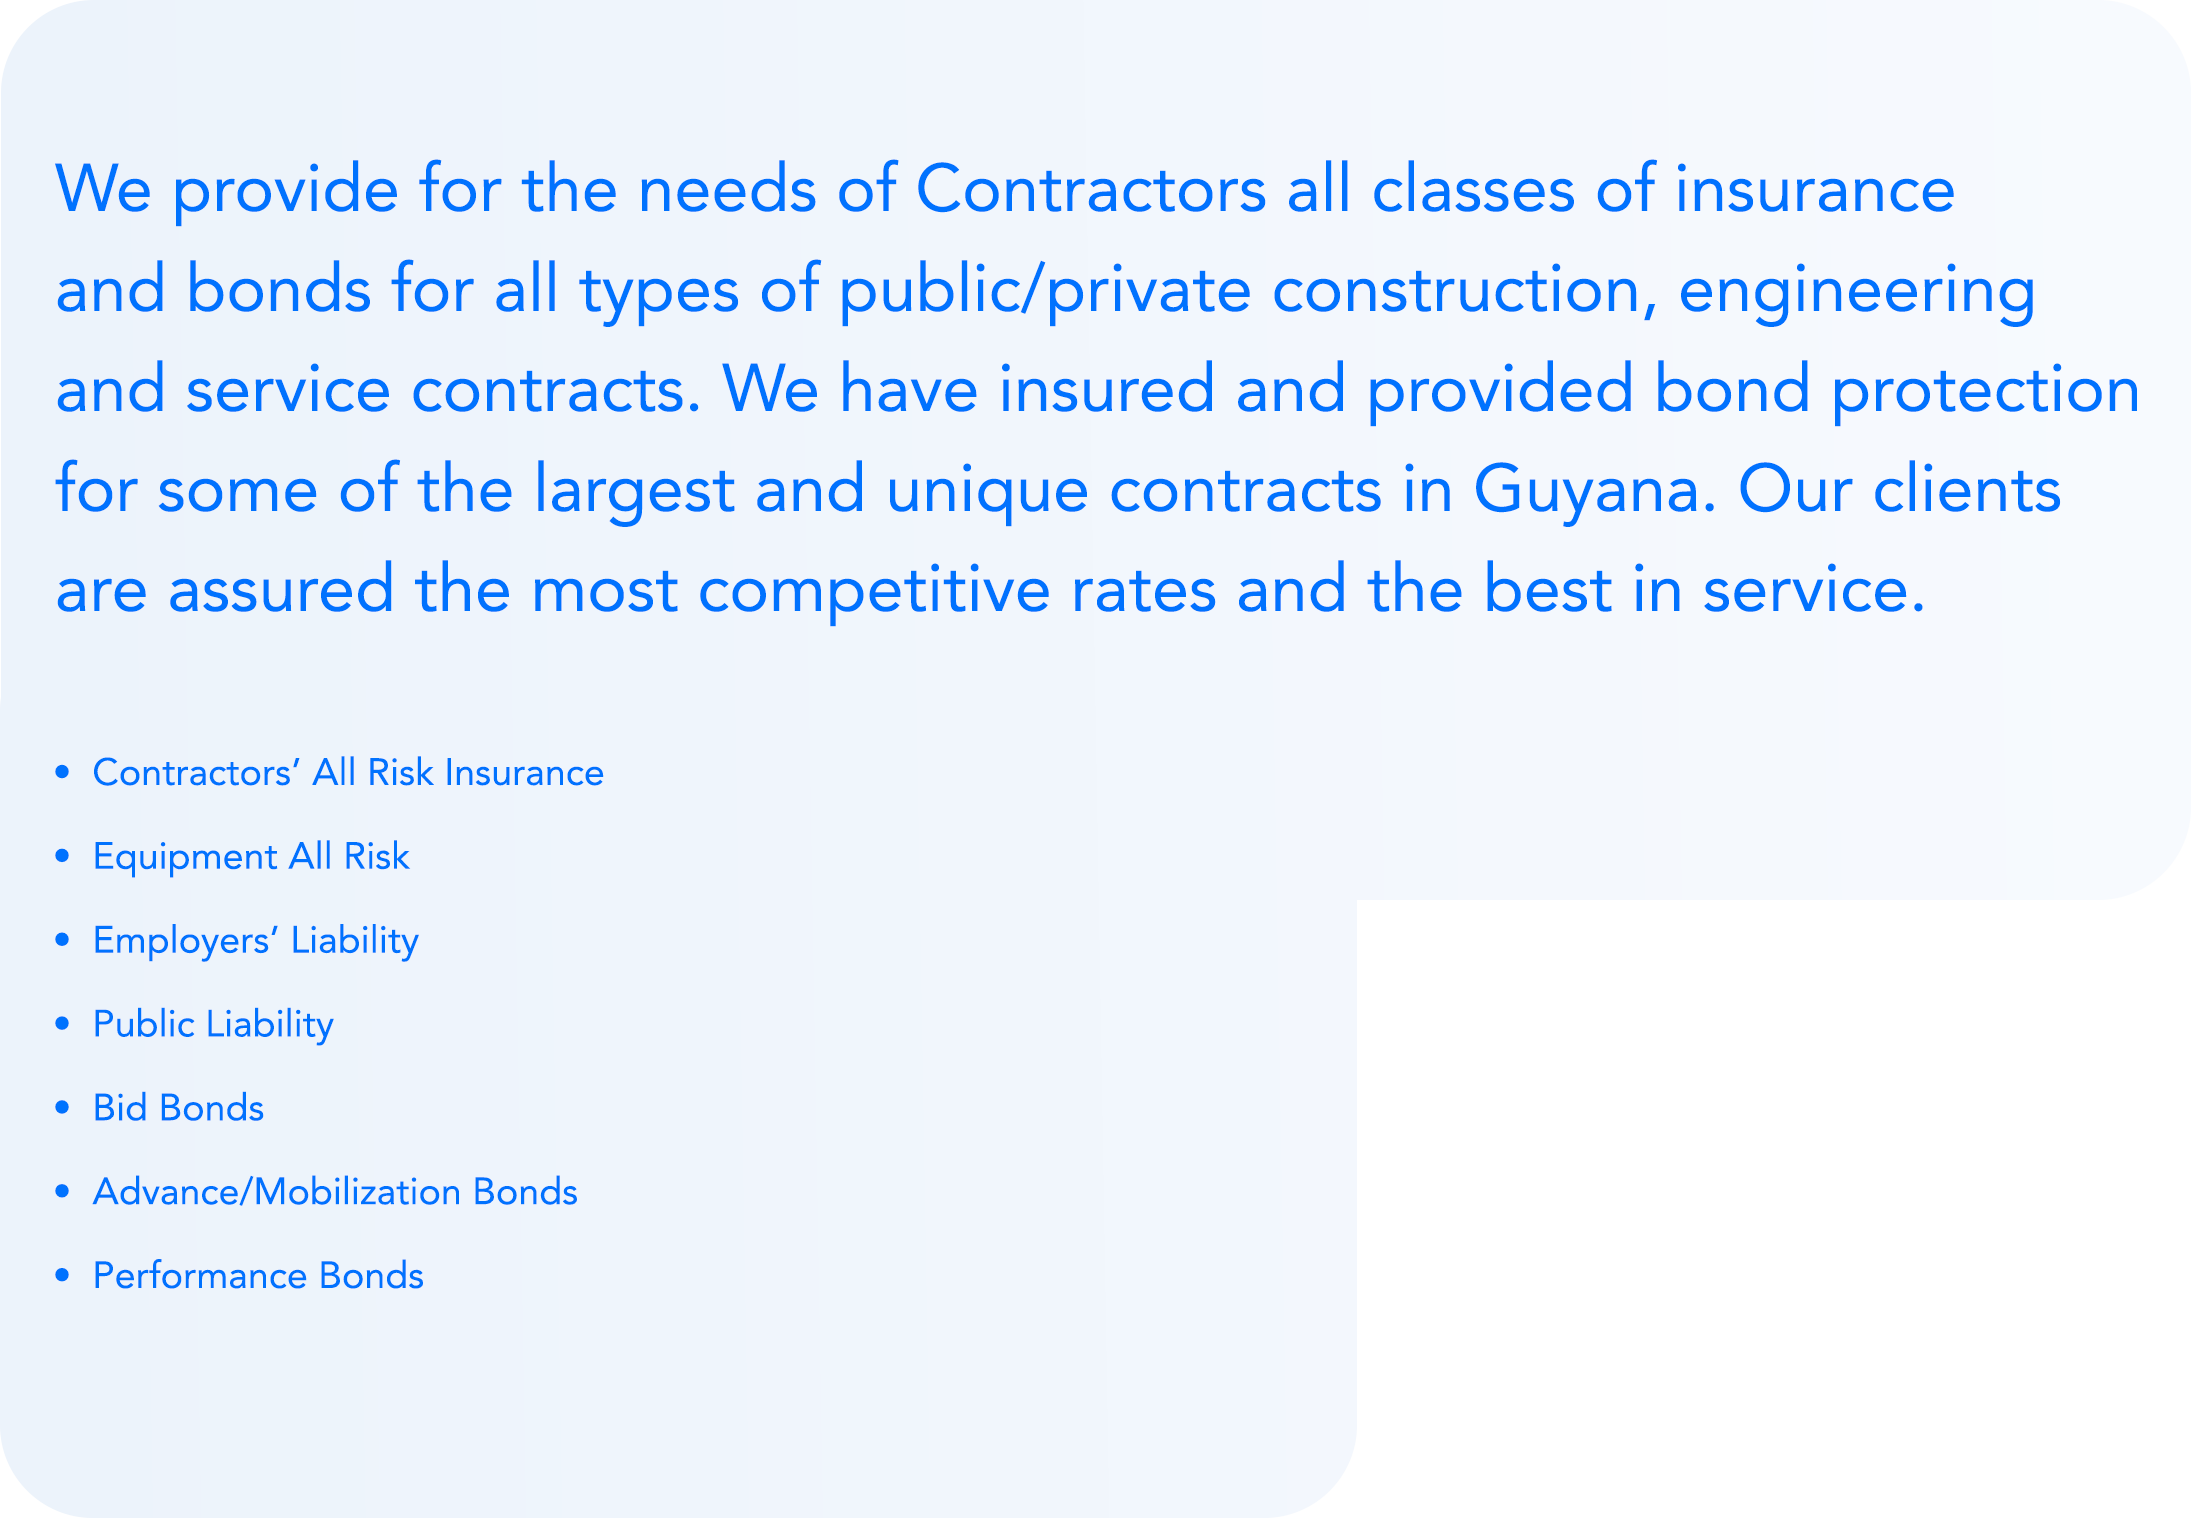 We provide for the needs of Contractors all classes of insurance
and bonds for all types of public/private construction, engineering
and service contracts. We have insured and provided bond protection
for some of the largest and unique contracts in Guyana. Our clients
are assured the most competitive rates and the best in service.
• Contractors’ All Risk Insurance
• Equipment All Risk
• Employers’ Liability
• Public Liability
• Bid Bonds
• Advance/Mobilization Bonds
• Performance Bonds